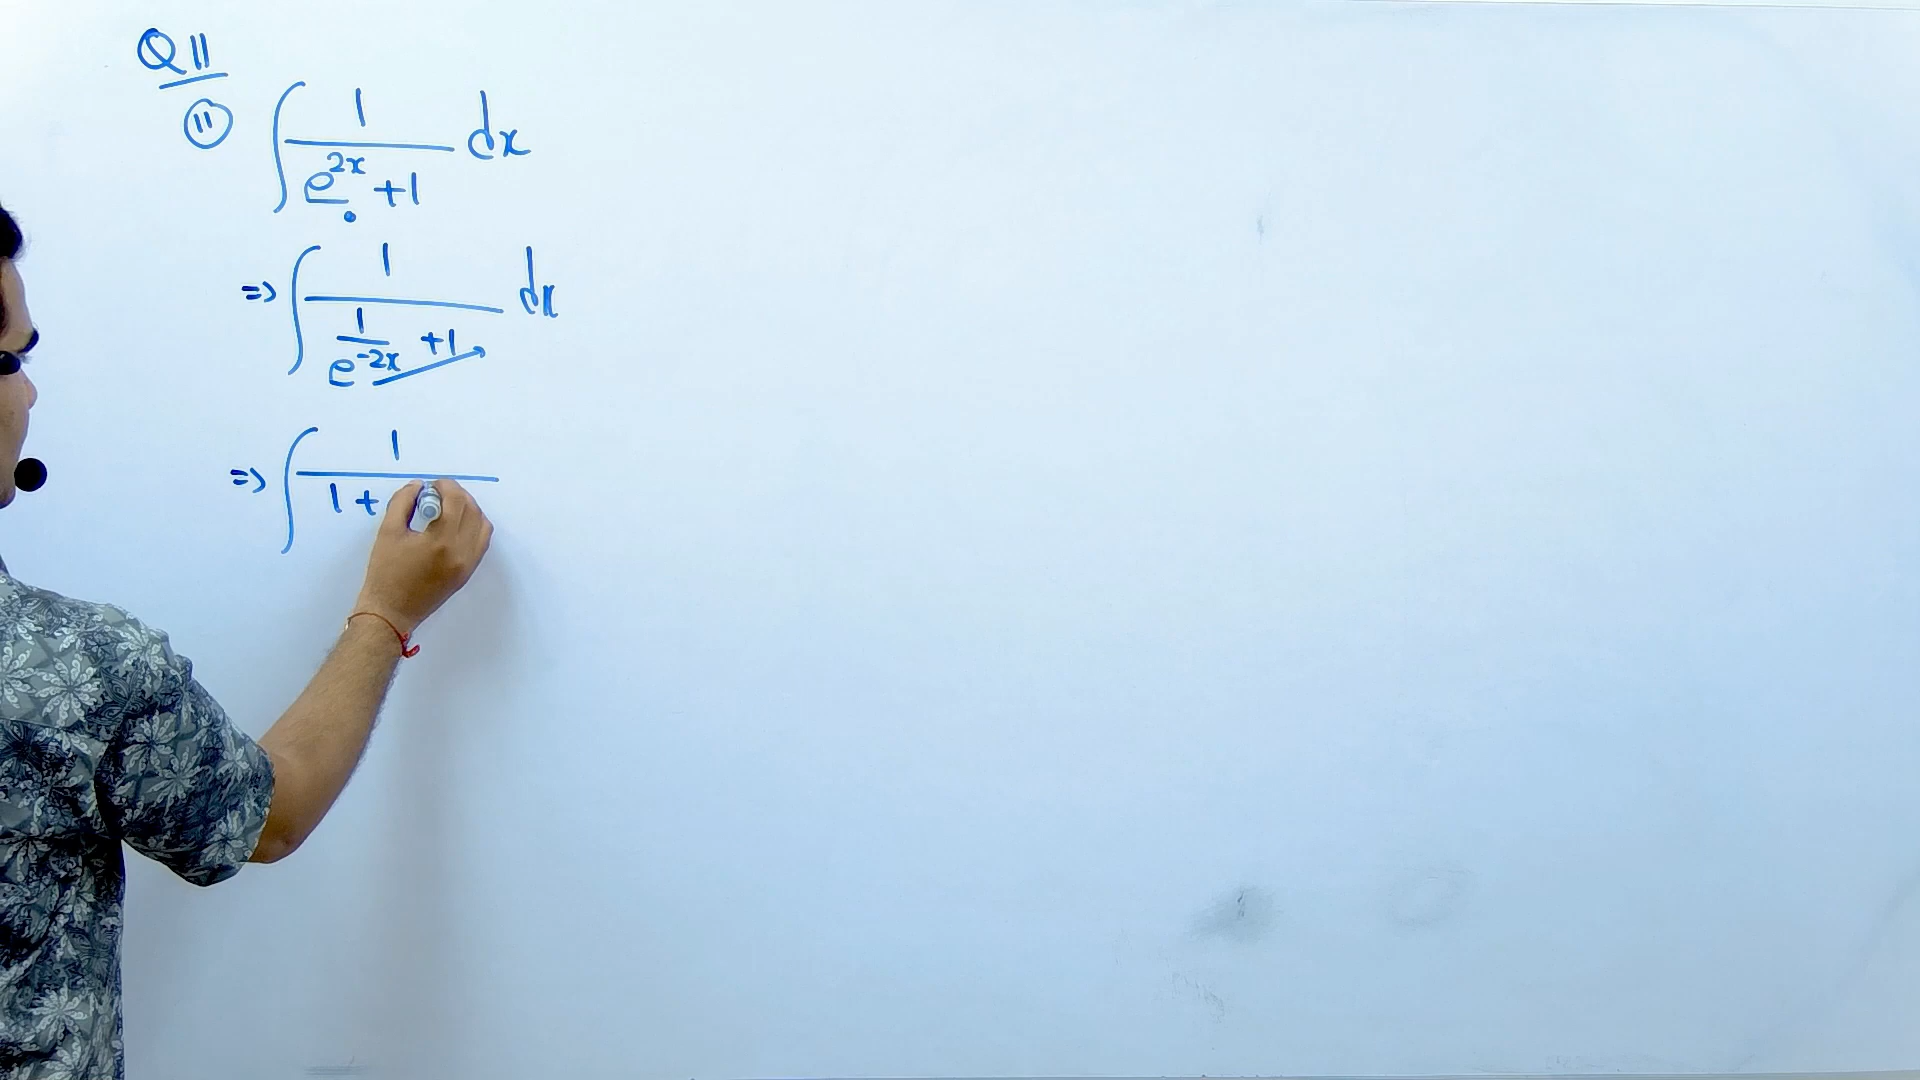 Q11
(11) ∫ 1/(e^{2x} + 1) dx
=> ∫ 1/(1/e^{-2x} + 1) dx
=> ∫ 1/(1 +